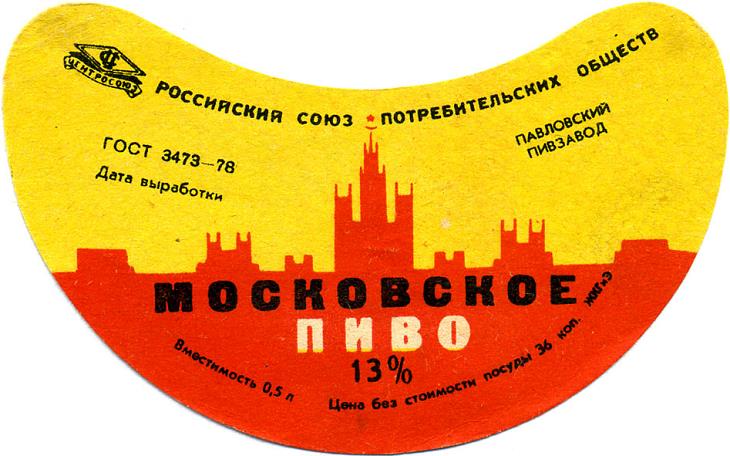 ЦЕНТРОСОЮЗ
РОССИЙСКИЙ СОЮЗ ПОТРЕБИТЕЛЬСКИХ ОБЩЕСТВ
ГОСТ 3473—78
Дата выработки
ПАВЛОВСКИЙ
ПИВЗАВОД
МОСКОВСКОЕ
ПИВО
13%
Вместимость 0,5 л
Цена без стоимости посуды 36 коп.